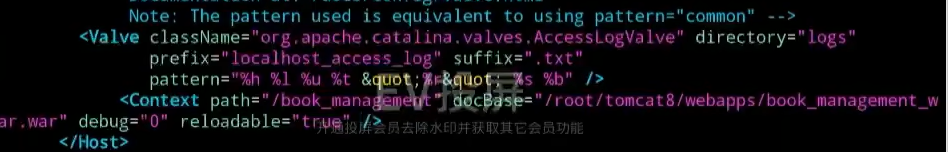 Note: The pattern used is equivalent to using pattern="common" -->
<Valve className="org.apache.catalina.valves.AccessLogValve" directory="logs"
prefix="localhost_access_log" suffix=".txt"
pattern="%h %l %u %t &quot;%r&quot; %s %b" />
EV投屏
<Context path="/book_management" docBase="/root/tomcat8/webapps/book_management_w
ar.war" debug="0" reloadable="true" />
开通投屏会员去除水印并获取其它会员功能
</Host>